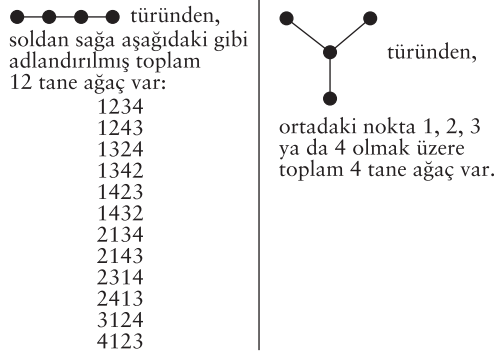 türünden,
soldan sağa aşağıdaki gibi
adlandırılmış toplam
12 tane ağaç var:
1234
1243
1324
1342
1423
1432
2134
2143
2314
2413
3124
4123
türünden,
ortadaki nokta 1, 2, 3
ya da 4 olmak üzere
toplam 4 tane ağaç var.